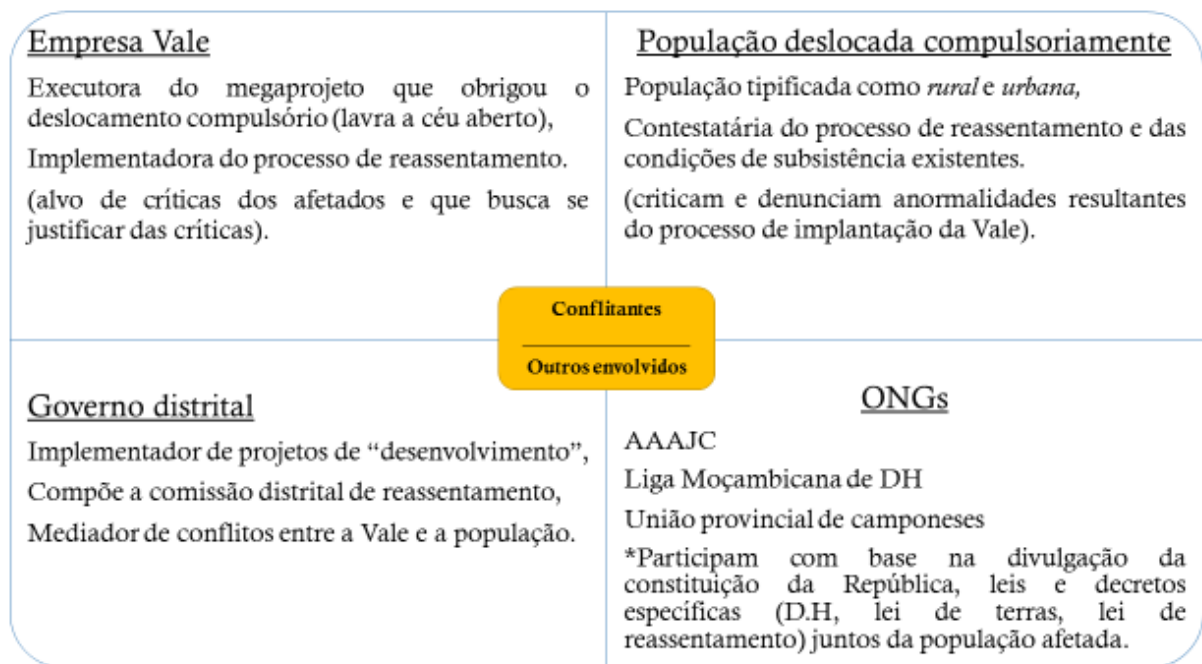 Empresa Vale
Executora do megaprojeto que obrigou o
deslocamento compulsório (lavra a céu aberto),
Implementadora do processo de reassentamento.
(alvo de críticas dos afetados e que busca se
justificar das críticas).
População deslocada compulsoriamente
População tipificada como rural e urbana,
Contestatária do processo de reassentamento e das
condições de subsistência existentes.
(criticam e denunciam anormalidades resultantes
do processo de implantação da Vale).
Conflitantes
Outros envolvidos
Governo distrital
Implementador de projetos de “desenvolvimento”,
Compõe a comissão distrital de reassentamento,
Mediador de conflitos entre a Vale e a população.
ONGs
AAAJC
Liga Moçambicana de DH
União provincial de camponeses
*Participam com base na divulgação da
constituição da República, leis e decretos
específicas (D.H, lei de terras, lei de
reassentamento) juntos da população afetada.